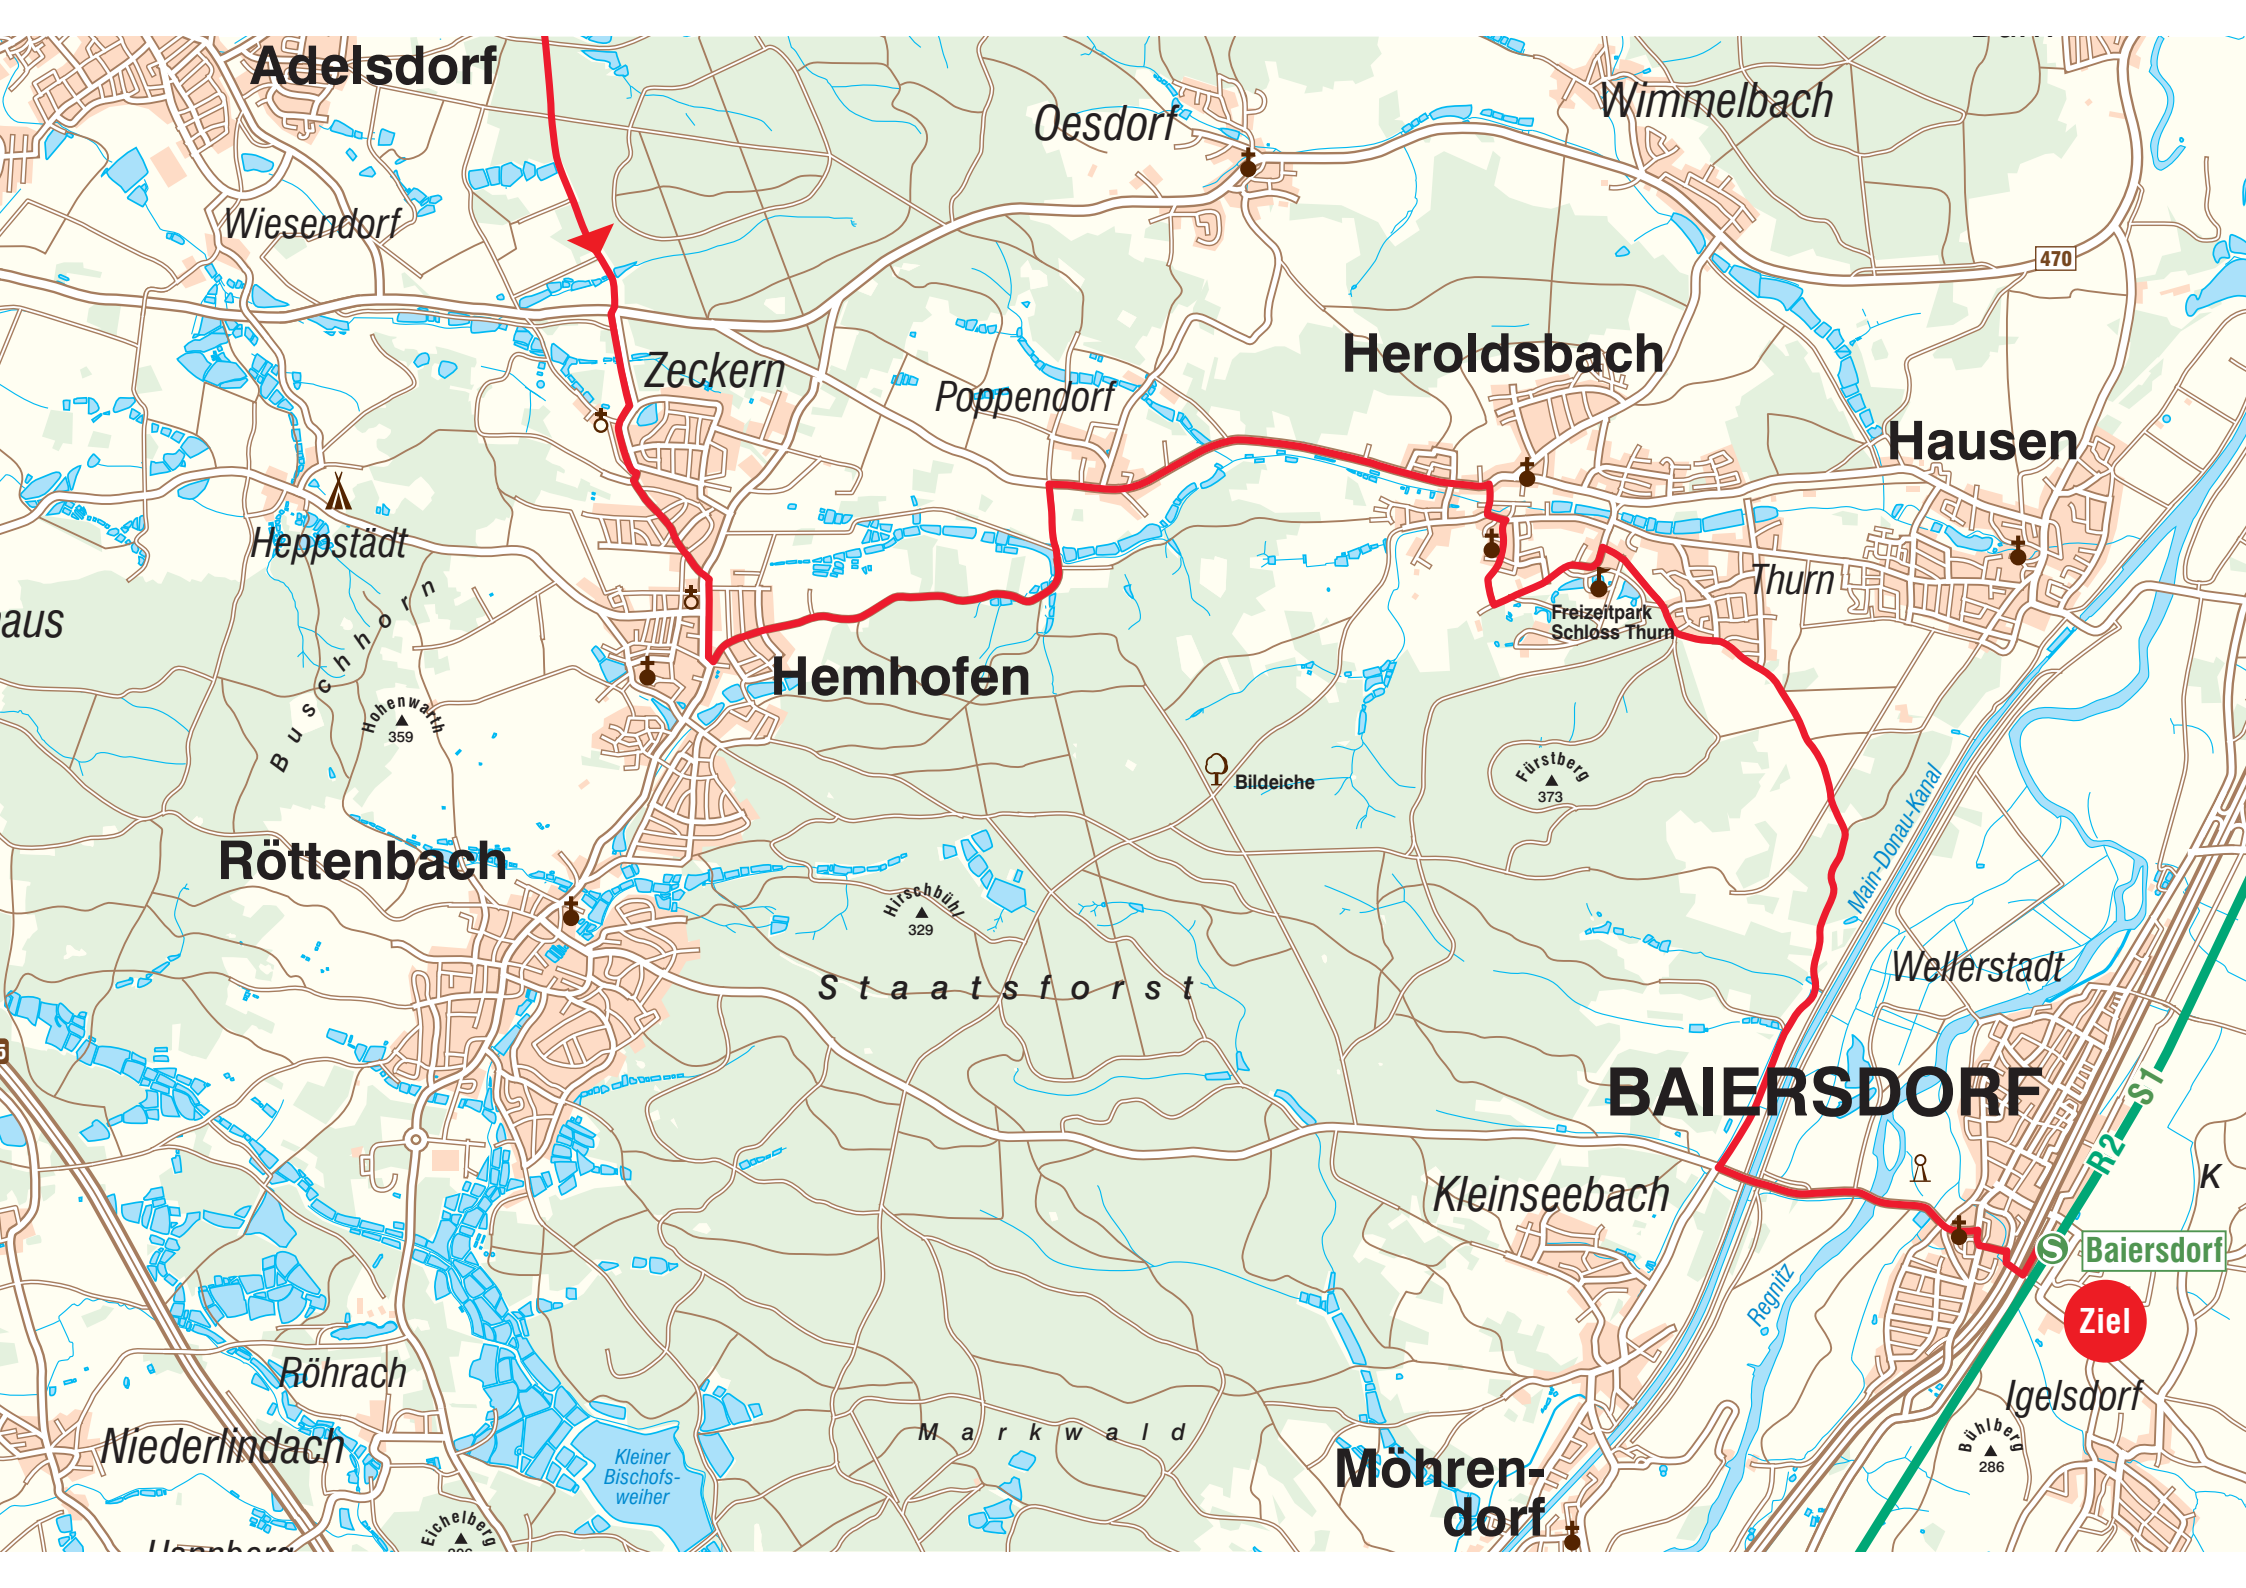 Adelsdorf
Oesdorf
Wimmelbach
Wiesendorf
470
Zeckern
Poppendorf
Heroldsbach
Hausen
Heppstädt
aus
Buschhorn
Thurn
Freizeitpark
Schloss Thurn
Hemhofen
Hohenwarth
359
Bildeiche
Fürstberg
373
Main-Donau-Kanal
Röttenbach
Hirschbühl
329
Staatsforst
Wellerstadt
5
BAIERSDORF
S1
R2
K
Kleinseebach
S
Baiersdorf
Regnitz
Ziel
Röhrach
Igelsdorf
Niederlindach
Markwald
Bühlberg
286
Kleiner
Bischofs-
weiher
Möhren-
dorf
Eichelberg